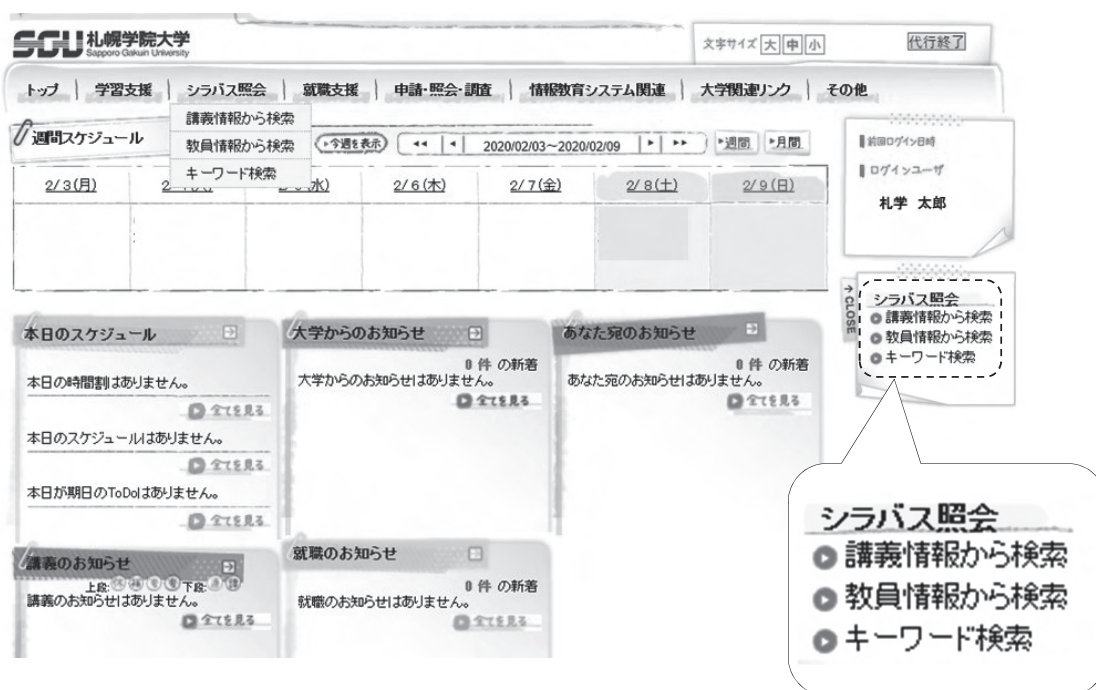 SGU 札幌学院大学
Sapporo Gakuin University
文字サイズ 大 中 小
代行終了
トップ 学習支援 シラバス照会 就職支援 申請・照会・調査 情報教育システム関連 大学関連リンク その他
講義情報から検索
教員情報から検索
キーワード検索
週間スケジュール
今週を表示
2020/02/03～2020/02/09
週間 月間
2/3(月) 水) 2/6(木) 2/7(金) 2/8(土) 2/9(日)
前回ログイン日時
ログインユーザ
札学 太郎
→CLOSE
シラバス照会
講義情報から検索
教員情報から検索
キーワード検索
本日のスケジュール
本日の時間割はありません。
全てを見る
本日のスケジュールはありません。
全てを見る
本日が期日のToDoはありません。
全てを見る
大学からのお知らせ
0 件 の新着
大学からのお知らせはありません。
全てを見る
あなた宛のお知らせ
0 件 の新着
あなた宛のお知らせはありません。
全てを見る
講義のお知らせ
上段: 下段:
講義のお知らせはありません。
全てを見る
就職のお知らせ
0 件 の新着
就職のお知らせはありません。
全てを見る
シラバス照会
講義情報から検索
教員情報から検索
キーワード検索